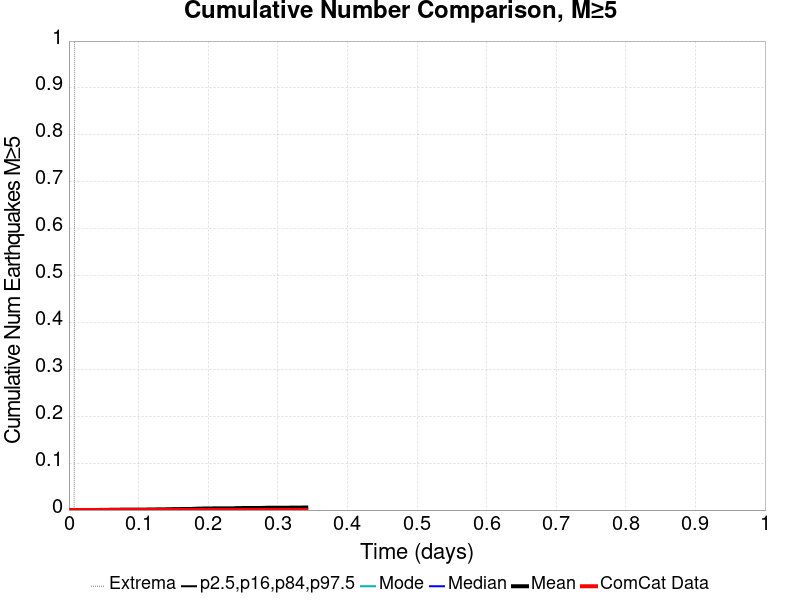 Cumulative Number Comparison, M≥5
Cumulative Num Earthquakes M≥5
1
0.9
0.8
0.7
0.6
0.5
0.4
0.3
0.2
0.1
0
0 0.1 0.2 0.3 0.4 0.5 0.6 0.7 0.8 0.9 1
Time (days)
Extrema p2.5,p16,p84,p97.5 Mode Median Mean ComCat Data